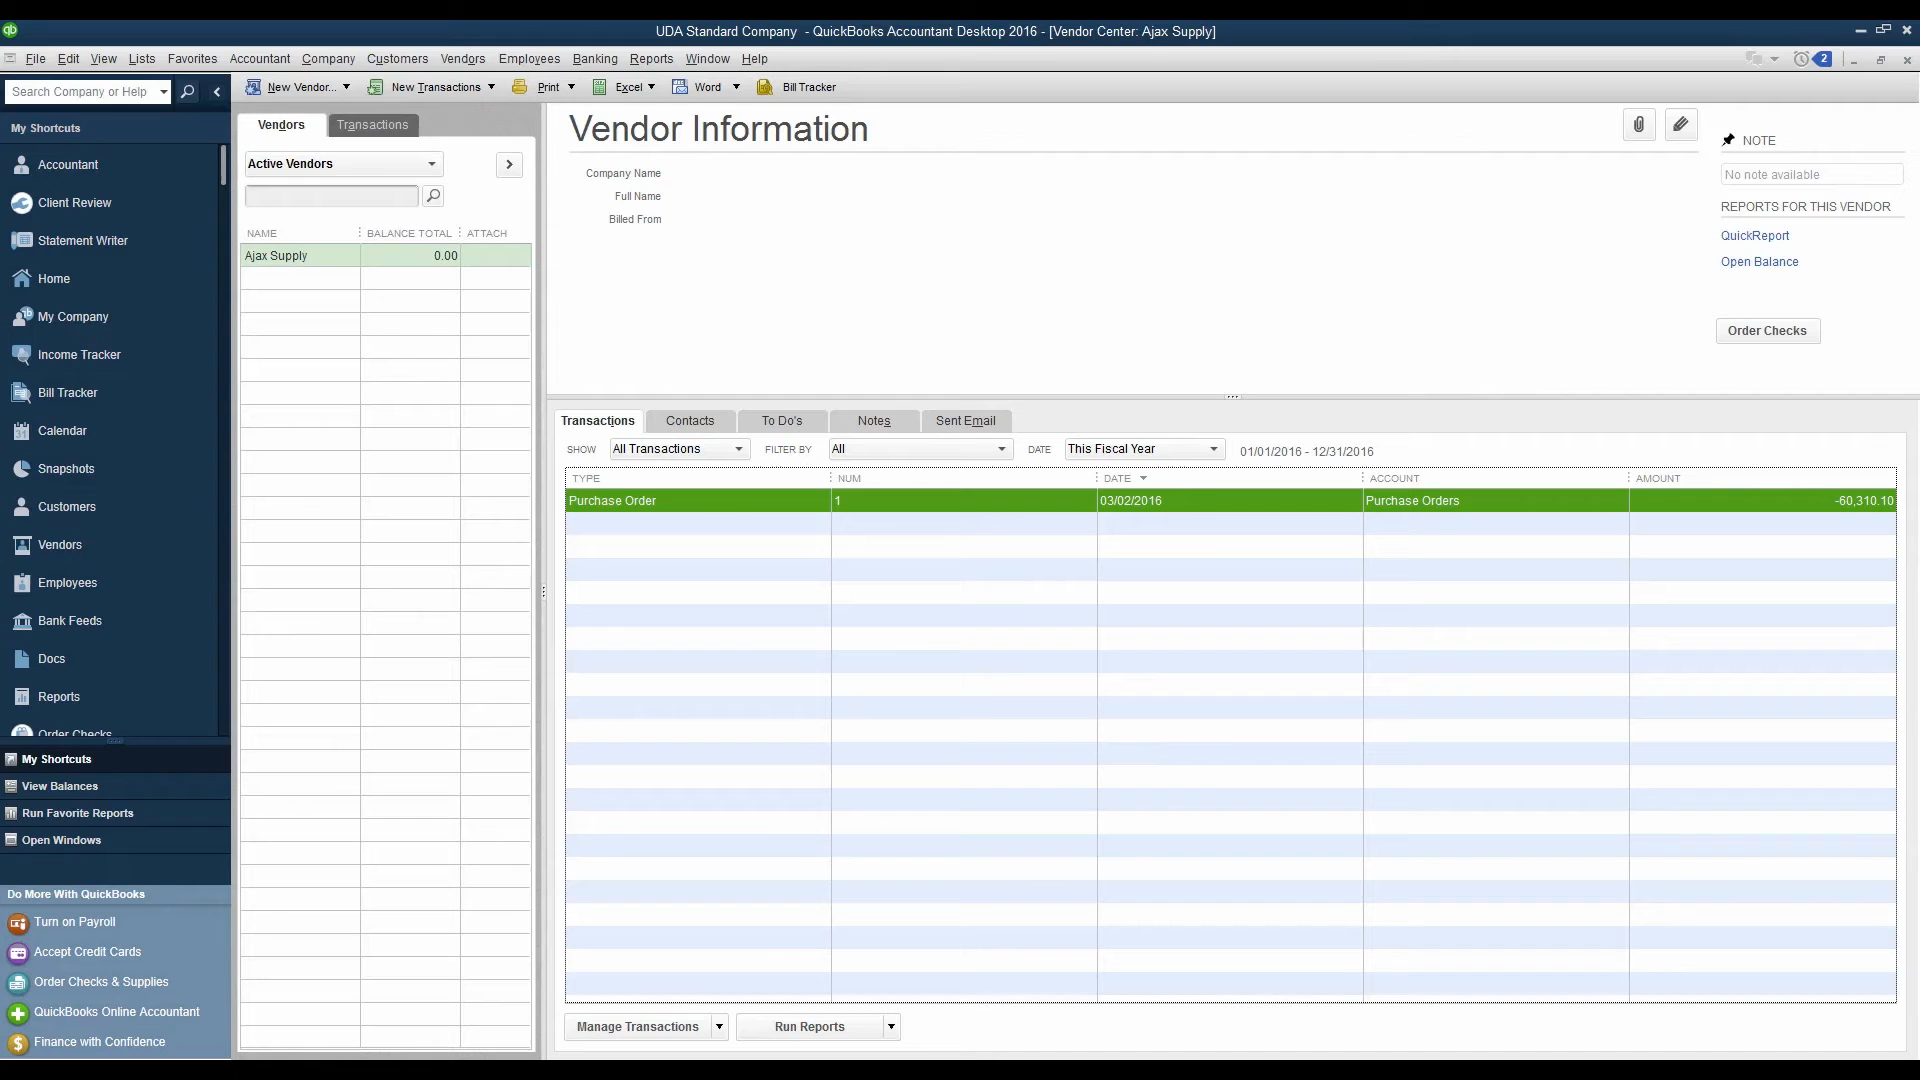 UDA Standard Company - QuickBooks Accountant Desktop 2016 - [Vendor Center: Ajax Supply]
File Edit View Lists Favorites Accountant Company Customers Vendors Employees Banking Reports Window Help
2
Search Company or Help
New Vendor... New Transactions Print Excel Word Bill Tracker
My Shortcuts
Accountant
Client Review
Statement Writer
Home
My Company
Income Tracker
Bill Tracker
Calendar
Snapshots
Customers
Vendors
Employees
Bank Feeds
Docs
Reports
Order Checks
My Shortcuts
View Balances
Run Favorite Reports
Open Windows
Do More With QuickBooks
Turn on Payroll
Accept Credit Cards
Order Checks & Supplies
QuickBooks Online Accountant
Finance with Confidence
Vendors Transactions
Active Vendors
NAME BALANCE TOTAL ATTACH
Ajax Supply 0.00
Vendor Information
Company Name
Full Name
Billed From
NOTE
No note available
REPORTS FOR THIS VENDOR
QuickReport
Open Balance
Order Checks
Transactions Contacts To Do's Notes Sent Email
SHOW All Transactions FILTER BY All DATE This Fiscal Year 01/01/2016 - 12/31/2016
TYPE NUM DATE ACCOUNT AMOUNT
Purchase Order 1 03/02/2016 Purchase Orders -60,310.10
Manage Transactions Run Reports